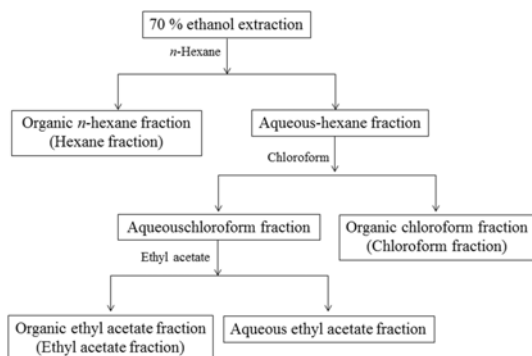 70 % ethanol extraction
n-Hexane
Organic n-hexane fraction
(Hexane fraction)
Aqueous-hexane fraction
Chloroform
Aqueouschloroform fraction
Organic chloroform fraction
(Chloroform fraction)
Ethyl acetate
Organic ethyl acetate fraction
(Ethyl acetate fraction)
Aqueous ethyl acetate fraction